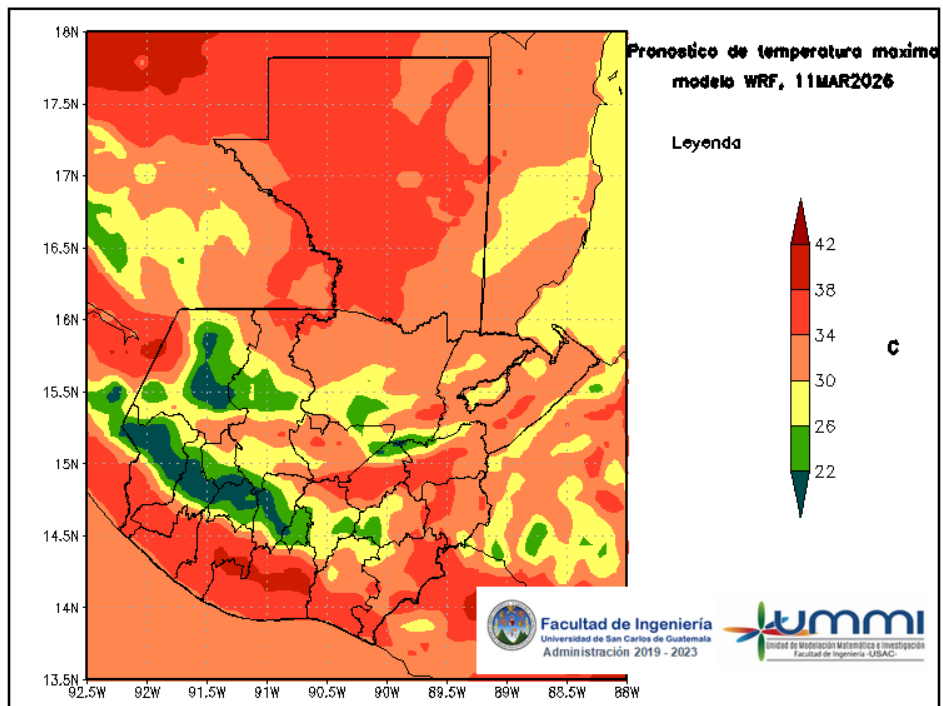 Pronostico de temperatura maxima
modelo WRF, 11MAR2026
Leyenda
42
38
34
30
26
22
C
18N
17.5N
17N
16.5N
16N
15.5N
15N
14.5N
14N
13.5N
92.5W 92W 91.5W 91W 90.5W 90W 89.5W 89W 88.5W 88W
Facultad de Ingeniería
Universidad de San Carlos de Guatemala
Administración 2019 - 2023
UMMI
Unidad de Modelación Matemática e Investigación
Facultad de Ingeniería -USAC-